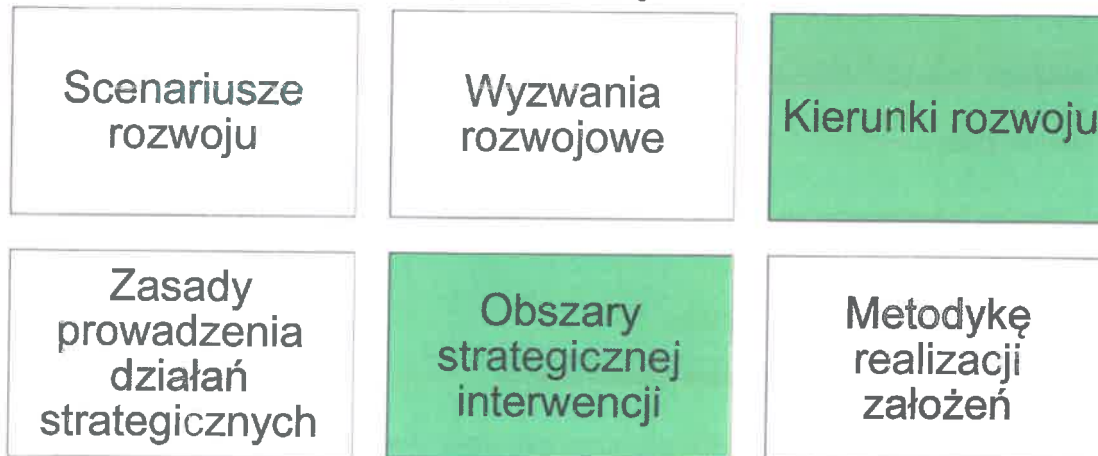 Scenariusze
rozwoju
Wyzwania
rozwojowe
Kierunki rozwoju
Zasady
prowadzenia
działań
strategicznych
Obszary
strategicznej
interwencji
Metodykę
realizacji
założeń